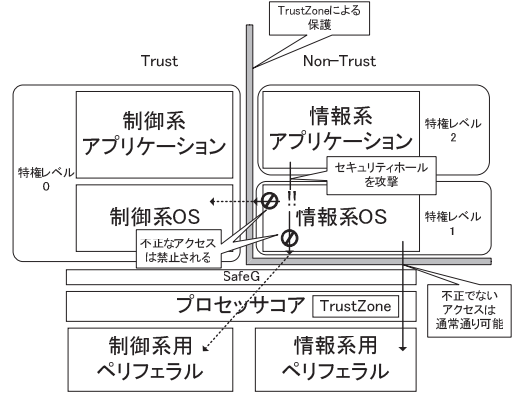 TrustZoneによる
保護
Trust
Non-Trust
制御系
アプリケーション
情報系
アプリケーション
特権レベル
2
特権レベル
0
セキュリティホール
を攻撃
!!
制御系OS
情報系OS
特権レベル
1
不正なアクセス
は禁止される
SafeG
プロセッサコア
TrustZone
不正でない
アクセスは
通常通り可能
制御系用
ペリフェラル
情報系用
ペリフェラル